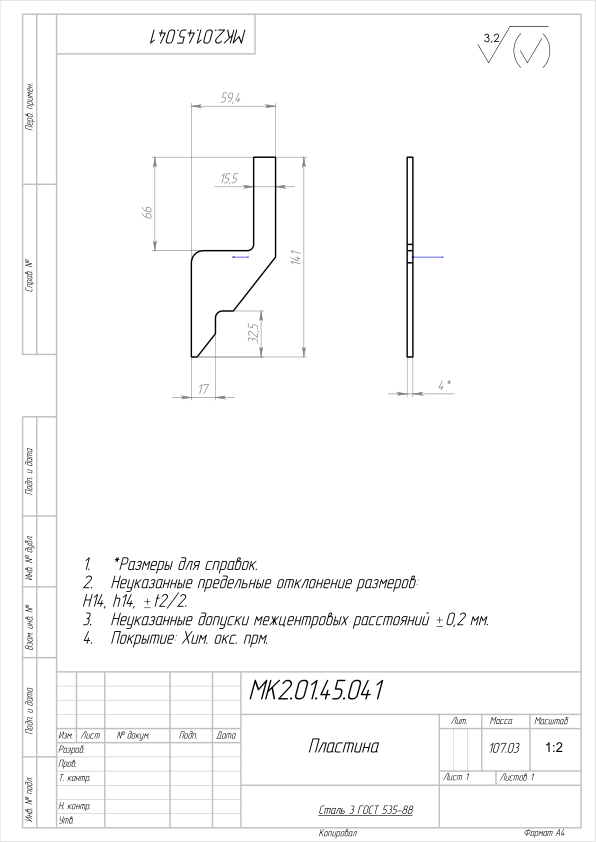 МК2.01.45.041
3,2
Перв. примен.
Справ. №
Подп. и дата
Инв. № дубл.
Взам. инв. №
Подп. и дата
Инв. № подл.
59,4
15,5
66
141
32,5
17
4*
1. *Размеры для справок.
2. Неуказанные предельные отклонение размеров:
H14, h14, ±t2/2.
3. Неуказанные допуски межцентровых расстояний ±0,2 мм.
4. Покрытие: Хим. окс. прм.
МК2.01.45.041
Изм. Лист № докум. Подп. Дата
Разраб.
Пров.
Т. контр.
Н. контр.
Утв.
Пластина
Лит. Масса Масштаб
107.03 1:2
Лист 1 Листов 1
Сталь 3 ГОСТ 535-88
Копировал Формат А4